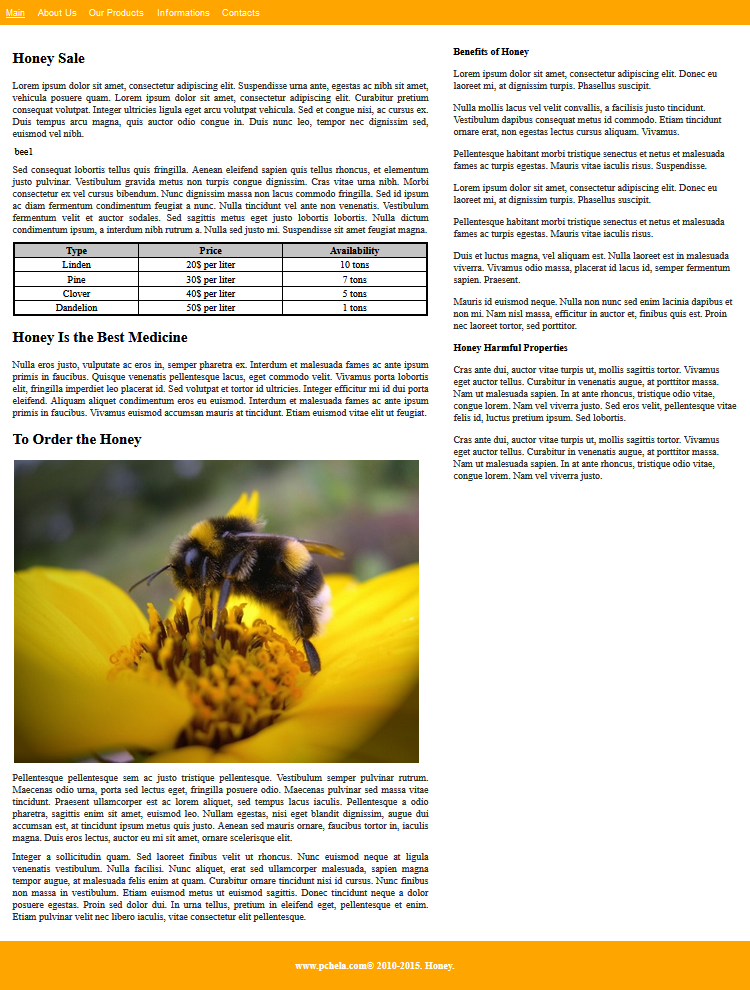 Main About Us Our Products Informations Contacts
Honey Sale
Lorem ipsum dolor sit amet, consectetur adipiscing elit. Suspendisse urna ante, egestas ac nibh sit amet,
vehicula posuere quam. Lorem ipsum dolor sit amet, consectetur adipiscing elit. Curabitur pretium
consequat volutpat. Integer ultricies ligula eget arcu volutpat vehicula. Sed et congue nisi, ac cursus ex.
Duis tempus arcu magna, quis auctor odio congue in. Duis nunc leo, tempor nec dignissim sed,
euismod vel nibh.
bee1
Sed consequat lobortis tellus quis fringilla. Aenean eleifend sapien quis tellus rhoncus, et elementum
justo pulvinar. Vestibulum gravida metus non turpis congue dignissim. Cras vitae urna nibh. Morbi
consectetur ex vel cursus bibendum. Nunc dignissim massa non lacus commodo fringilla. Sed id ipsum
ac diam fermentum condimentum feugiat a nunc. Nulla tincidunt vel ante non venenatis. Vestibulum
fermentum velit et auctor sodales. Sed sagittis metus eget justo lobortis lobortis. Nulla dictum
condimentum ipsum, a interdum nibh rutrum a. Nulla sed justo mi. Suspendisse sit amet feugiat magna.
Type Price Availability
Linden 20$ per liter 10 tons
Pine 30$ per liter 7 tons
Clover 40$ per liter 5 tons
Dandelion 50$ per liter 1 tons
Honey Is the Best Medicine
Nulla eros justo, vulputate ac eros in, semper pharetra ex. Interdum et malesuada fames ac ante ipsum
primis in faucibus. Quisque venenatis pellentesque lacus, eget commodo velit. Vivamus porta lobortis
elit, fringilla imperdiet leo placerat id. Sed volutpat et tortor id ultricies. Integer efficitur mi id dui porta
eleifend. Aliquam aliquet condimentum eros eu euismod. Interdum et malesuada fames ac ante ipsum
primis in faucibus. Vivamus euismod accumsan mauris at tincidunt. Etiam euismod vitae elit ut feugiat.
To Order the Honey
Pellentesque pellentesque sem ac justo tristique pellentesque. Vestibulum semper pulvinar rutrum.
Maecenas odio urna, porta sed lectus eget, fringilla posuere odio. Maecenas pulvinar sed massa vitae
tincidunt. Praesent ullamcorper est ac lorem aliquet, sed tempus lacus iaculis. Pellentesque a odio
pharetra, sagittis enim sit amet, euismod leo. Nullam egestas, nisi eget blandit dignissim, augue dui
accumsan est, at tincidunt ipsum metus quis justo. Aenean sed mauris ornare, faucibus tortor in, iaculis
magna. Duis eros lectus, auctor eu mi sit amet, ornare scelerisque elit.
Integer a sollicitudin quam. Sed laoreet finibus velit ut rhoncus. Nunc euismod neque at ligula
venenatis vestibulum. Nulla facilisi. Nunc aliquet, erat sed ullamcorper malesuada, sapien magna
tempor augue, at malesuada felis enim at quam. Curabitur ornare tincidunt nisi id cursus. Nunc finibus
non massa in vestibulum. Etiam euismod metus ut euismod sagittis. Donec tincidunt neque a dolor
posuere egestas. Proin sed dolor dui. In urna tellus, pretium in eleifend eget, pellentesque et enim.
Etiam pulvinar velit nec libero iaculis, vitae consectetur elit pellentesque.
Benefits of Honey
Lorem ipsum dolor sit amet, consectetur adipiscing elit. Donec eu
laoreet mi, at dignissim turpis. Phasellus suscipit.
Nulla mollis lacus vel velit convallis, a facilisis justo tincidunt.
Vestibulum dapibus consequat metus id commodo. Etiam tincidunt
ornare erat, non egestas lectus cursus aliquam. Vivamus.
Pellentesque habitant morbi tristique senectus et netus et malesuada
fames ac turpis egestas. Mauris vitae iaculis risus. Suspendisse.
Lorem ipsum dolor sit amet, consectetur adipiscing elit. Donec eu
laoreet mi, at dignissim turpis. Phasellus suscipit.
Pellentesque habitant morbi tristique senectus et netus et malesuada
fames ac turpis egestas. Mauris vitae iaculis risus.
Duis et luctus magna, vel aliquam est. Nulla laoreet est in malesuada
viverra. Vivamus odio massa, placerat id lacus id, semper fermentum
sapien. Praesent.
Mauris id euismod neque. Nulla non nunc sed enim lacinia dapibus et
non mi. Nam nisl massa, efficitur in auctor et, finibus quis est. Proin
nec laoreet tortor, sed porttitor.
Honey Harmful Properties
Cras ante dui, auctor vitae turpis ut, mollis sagittis tortor. Vivamus
eget auctor tellus. Curabitur in venenatis augue, at porttitor massa.
Nam ut malesuada sapien. In at ante rhoncus, tristique odio vitae,
congue lorem. Nam vel viverra justo. Sed eros velit, pellentesque vitae
felis id, luctus pretium ipsum. Sed lobortis.
Cras ante dui, auctor vitae turpis ut, mollis sagittis tortor. Vivamus
eget auctor tellus. Curabitur in venenatis augue, at porttitor massa.
Nam ut malesuada sapien. In at ante rhoncus, tristique odio vitae,
congue lorem. Nam vel viverra justo.
www.pchela.com© 2010-2015. Honey.